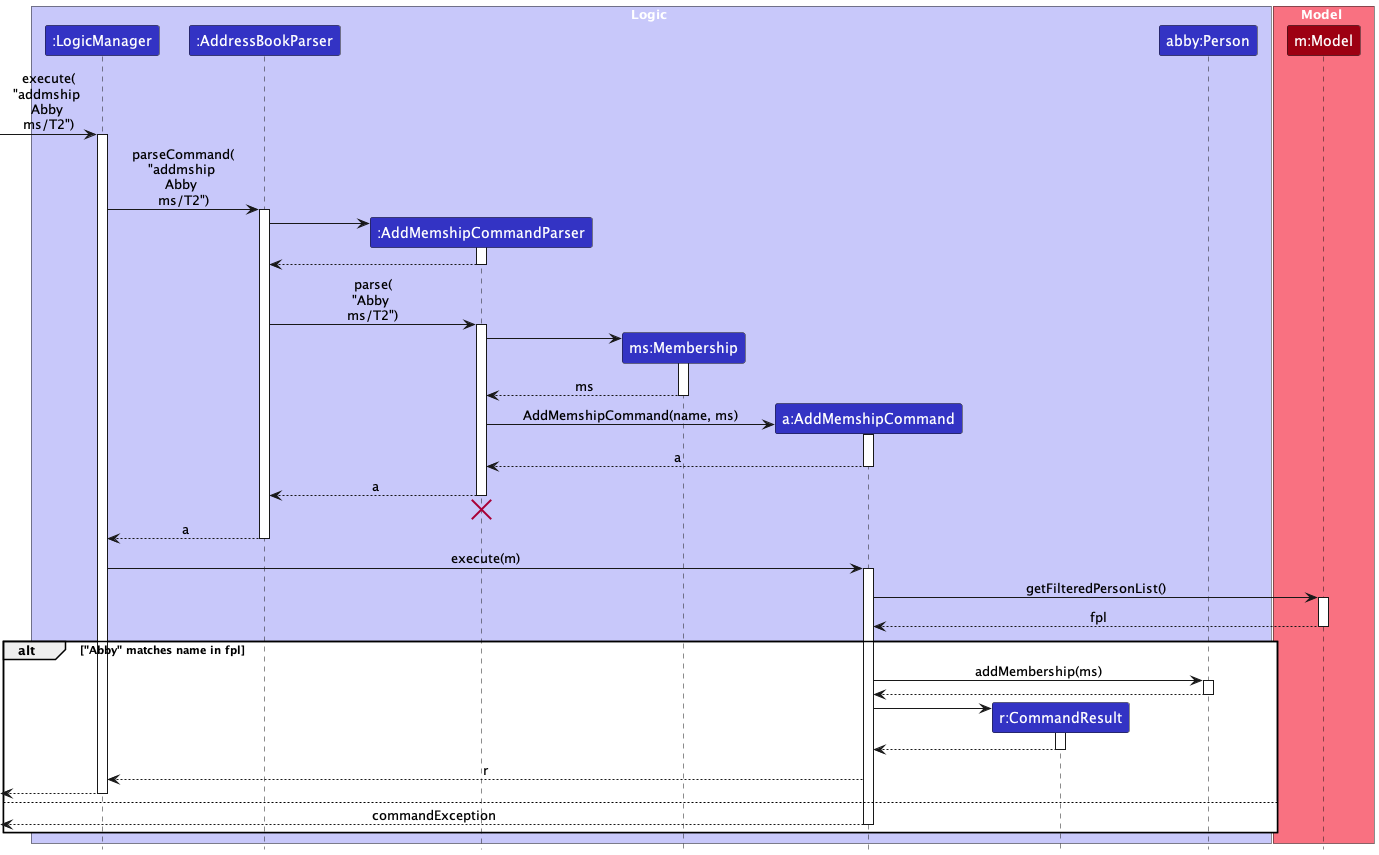 Logic
Model
:LogicManager
:AddressBookParser
abby:Person
m:Model
execute(
"addmship
Abby
ms/T2")
parseCommand(
"addmship
Abby
ms/T2")
:AddMemshipCommandParser
parse(
"Abby
ms/T2")
ms:Membership
ms
AddMemshipCommand(name, ms)
a:AddMemshipCommand
a
a
a
execute(m)
getFilteredPersonList()
fpl
alt
["Abby" matches name in fpl]
addMembership(ms)
r:CommandResult
r
commandException